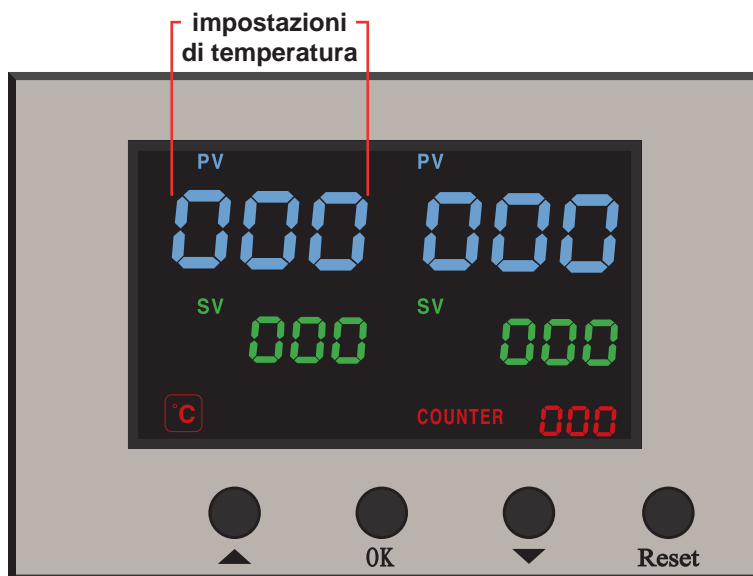 impostazioni
di temperatura
PV PV
000 000
SV SV
000 000
°C COUNTER 000
OK Reset